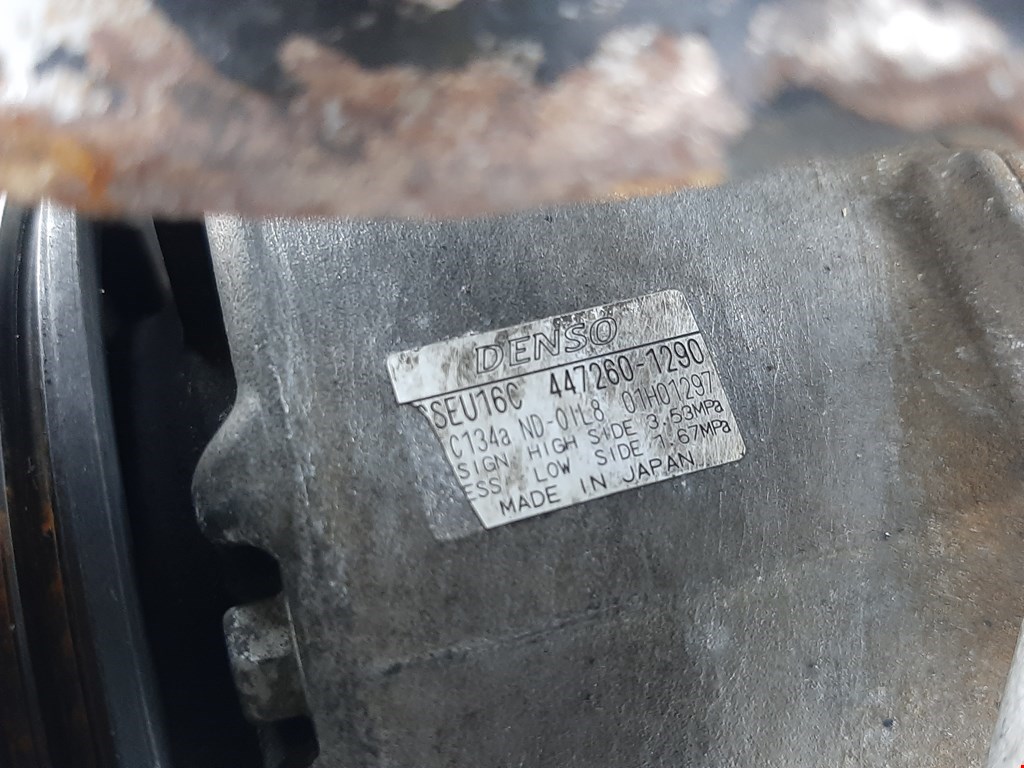 DENSO
SEU16C 447260-1290
C134a ND-OIL8 01H01297
SIGN HIGH SIDE 3.53MPa
ESS LOW SIDE 1.67MPa
MADE IN JAPAN